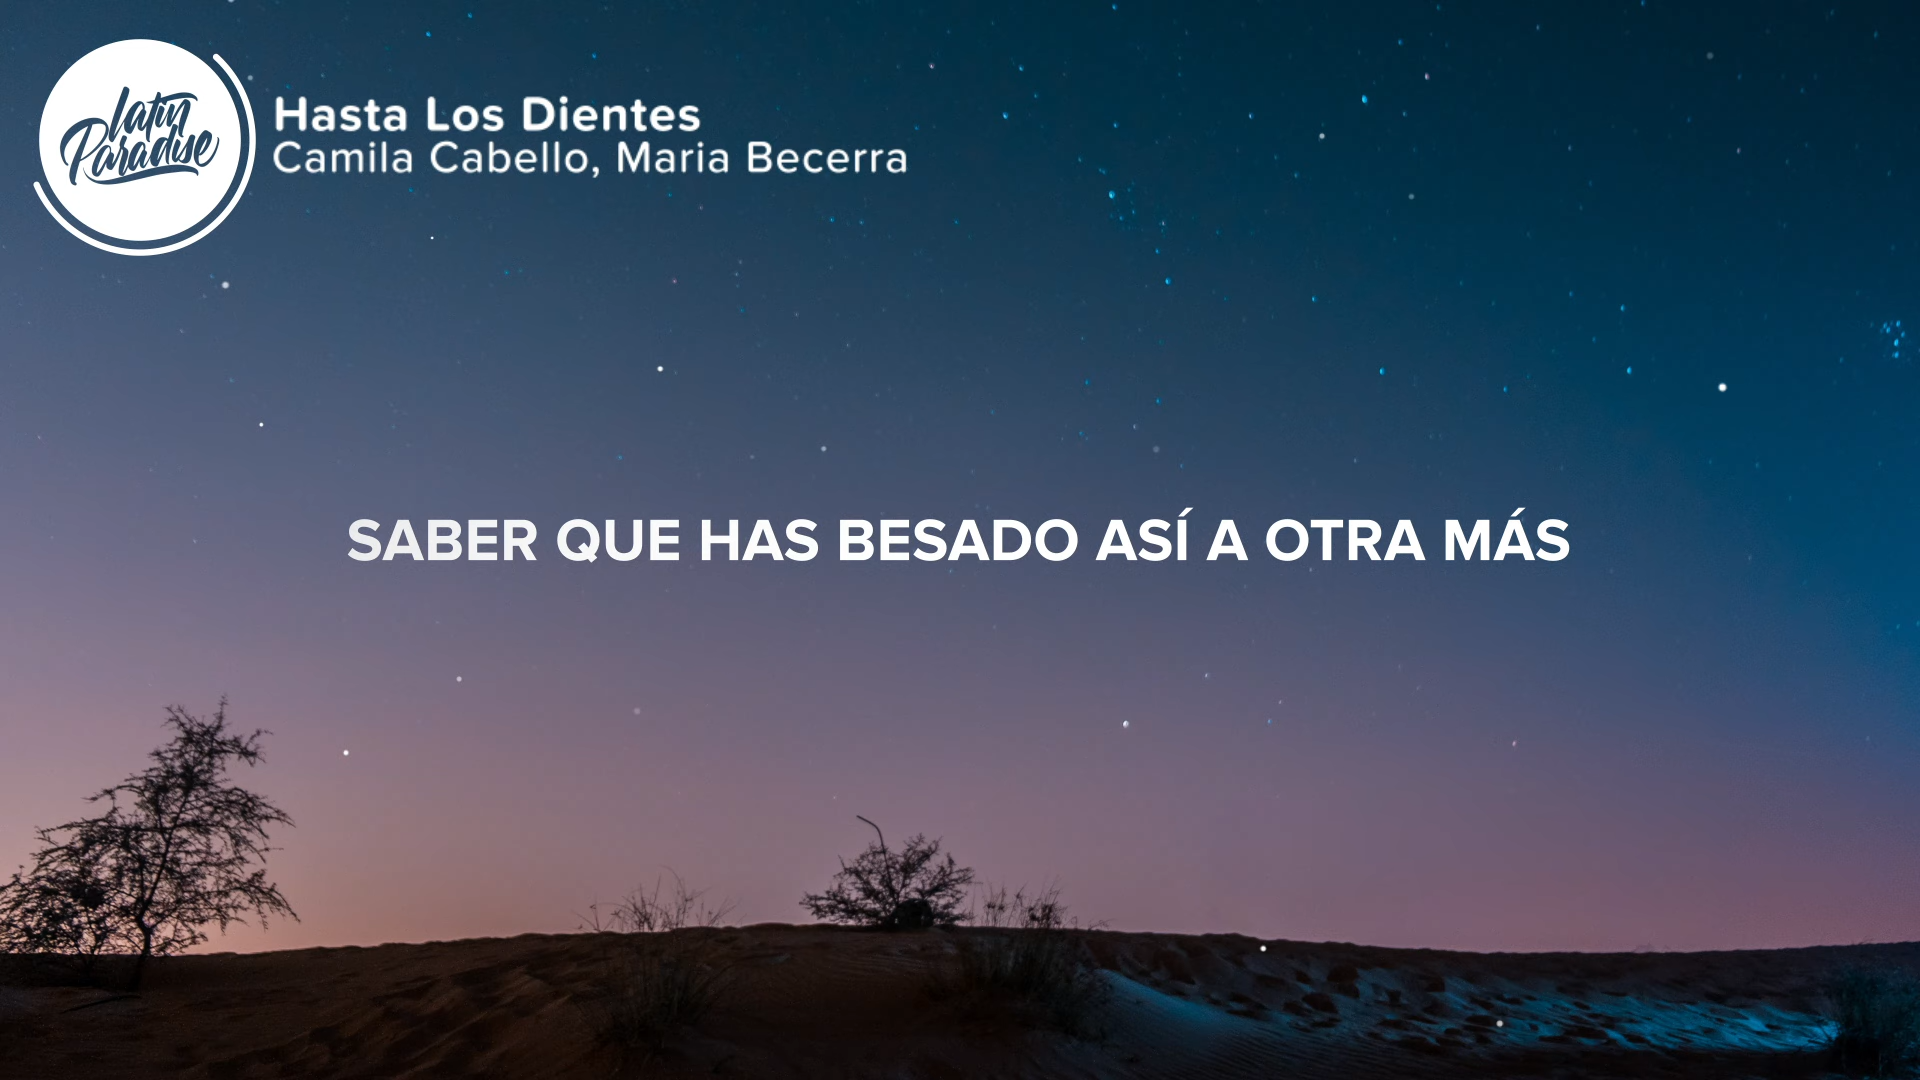 Latin
Paradise
Hasta Los Dientes
Camila Cabello, Maria Becerra
SABER QUE HAS BESADO ASÍ A OTRA MÁS